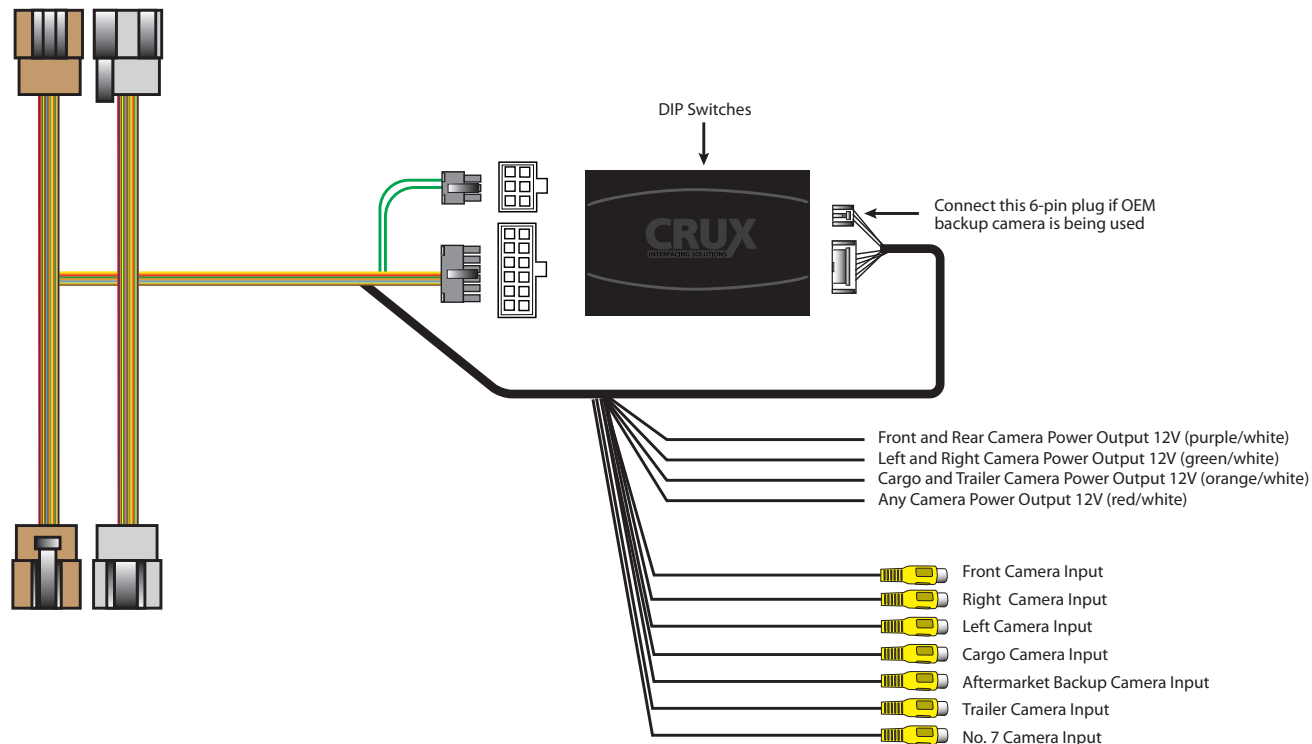 DIP Switches
CRUX
INTERFACING SOLUTIONS
Connect this 6-pin plug if OEM
backup camera is being used
Front and Rear Camera Power Output 12V (purple/white)
Left and Right Camera Power Output 12V (green/white)
Cargo and Trailer Camera Power Output 12V (orange/white)
Any Camera Power Output 12V (red/white)
Front Camera Input
Right Camera Input
Left Camera Input
Cargo Camera Input
Aftermarket Backup Camera Input
Trailer Camera Input
No. 7 Camera Input